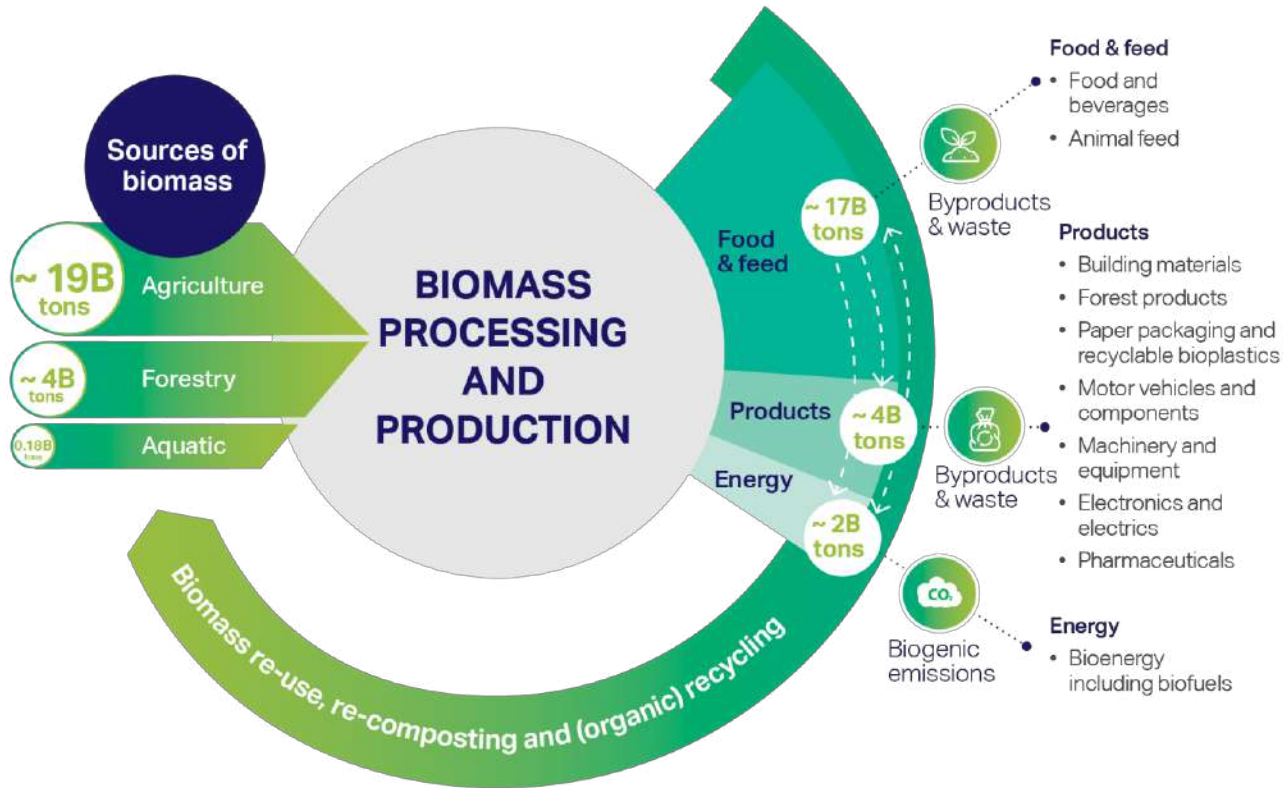 Sources of
biomass
~ 19B
tons
Agriculture
~ 4B
tons
Forestry
0.18B
tons
Aquatic
BIOMASS
PROCESSING
AND
PRODUCTION
Food
& feed
~ 17B
tons
Products
~ 4B
tons
Energy
~ 2B
tons
Byproducts
& waste
Byproducts
& waste
CO₂
Biogenic
emissions
Food & feed
• Food and
beverages
• Animal feed
Products
• Building materials
• Forest products
• Paper packaging and
recyclable bioplastics
• Motor vehicles and
components
• Machinery and
equipment
• Electronics and
electrics
• Pharmaceuticals
Energy
• Bioenergy
including biofuels
Biomass re-use, re-composting and (organic) recycling